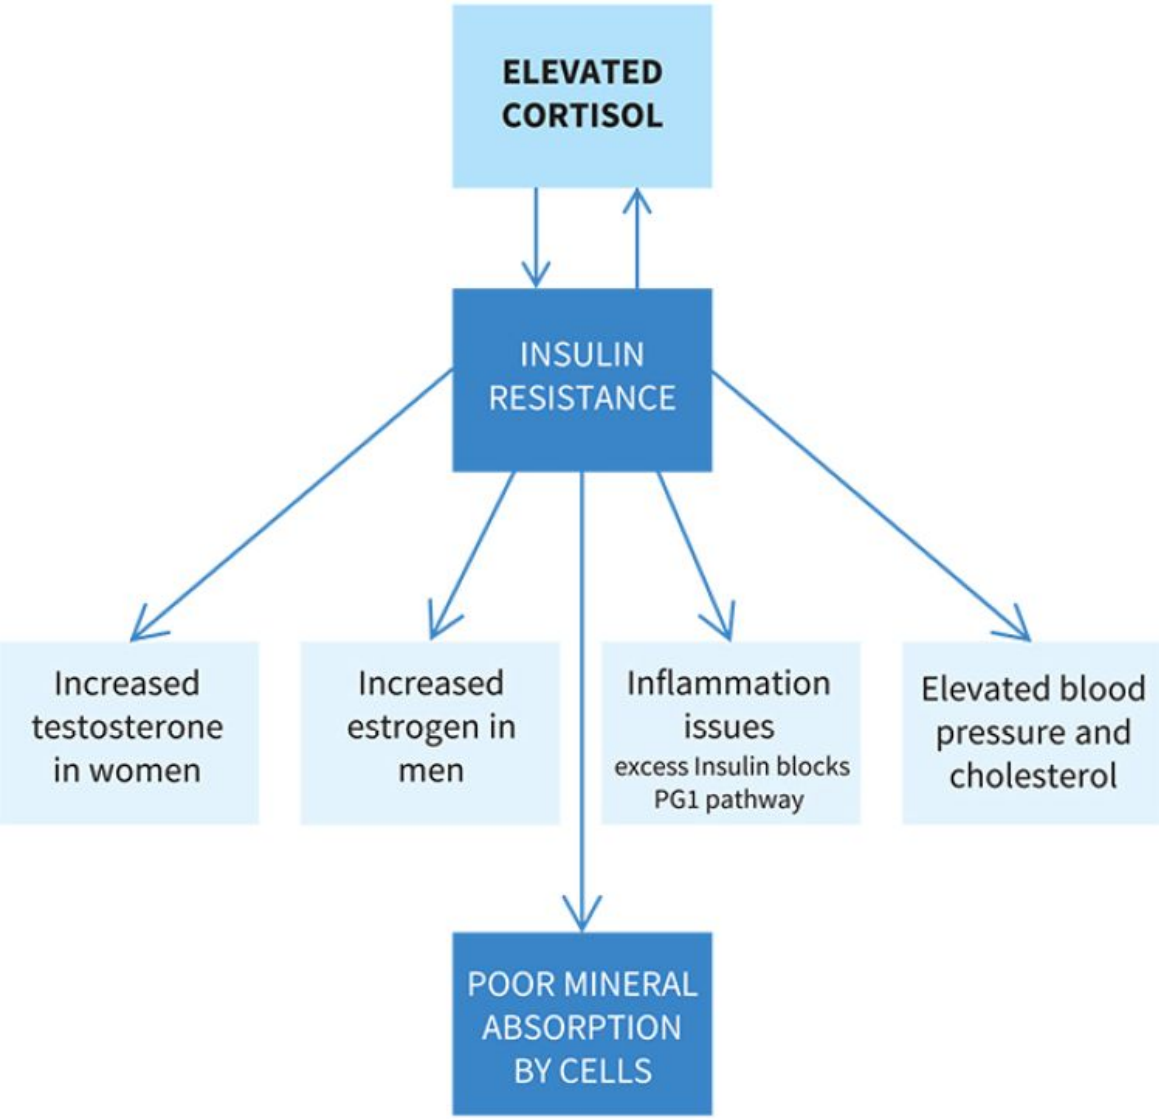 ELEVATED
CORTISOL
INSULIN
RESISTANCE
Increased
testosterone
in women
Increased
estrogen in
men
Inflammation
issues
excess Insulin blocks
PG1 pathway
Elevated blood
pressure and
cholesterol
POOR MINERAL
ABSORPTION
BY CELLS